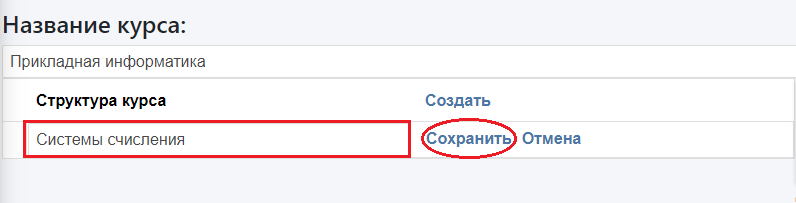 Название курса:
Прикладная информатика
Структура курса Создать
Системы счисления Сохранить Отмена